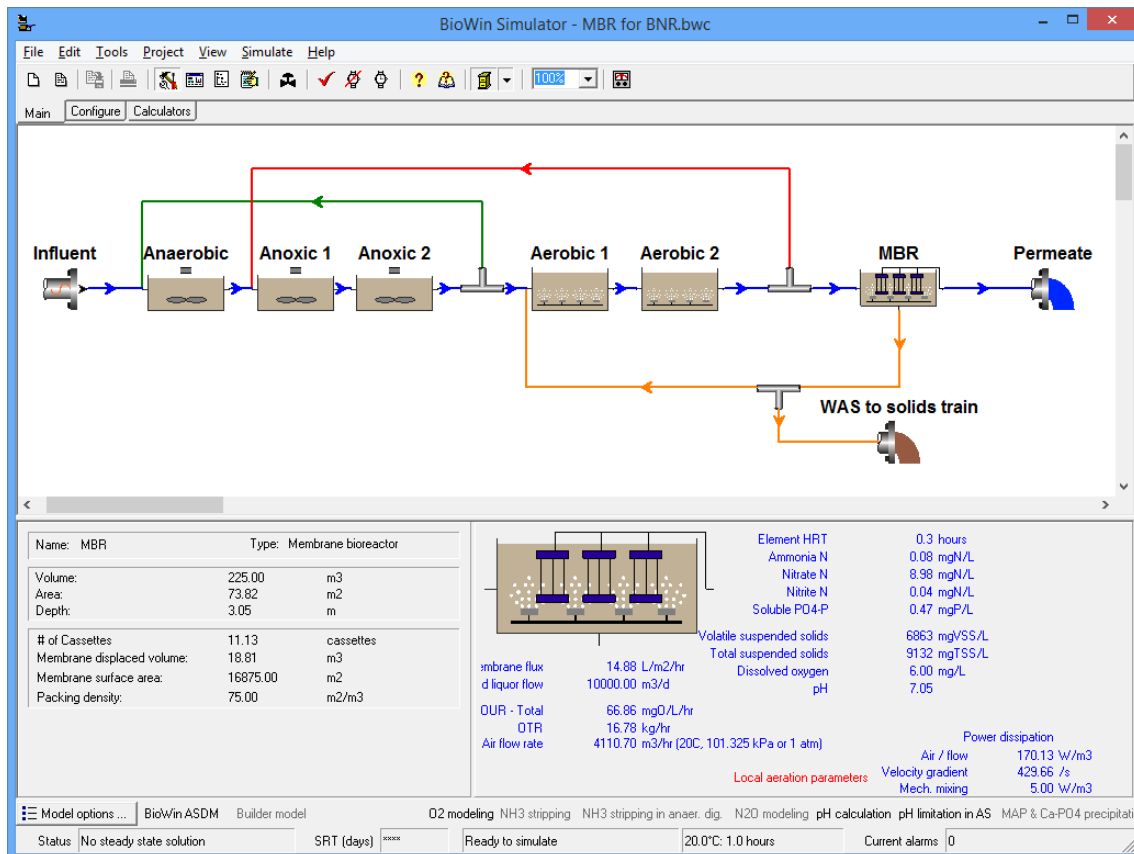 BioWin Simulator - MBR for BNR.bwc
File Edit Tools Project View Simulate Help
100%
Main Configure Calculators
Influent Anaerobic Anoxic 1 Anoxic 2 Aerobic 1 Aerobic 2 MBR Permeate
WAS to solids train
Name: MBR Type: Membrane bioreactor
Volume: 225.00 m3
Area: 73.82 m2
Depth: 3.05 m
# of Cassettes 11.13 cassettes
Membrane displaced volume: 18.81 m3
Membrane surface area: 16875.00 m2
Packing density: 75.00 m2/m3
embrane flux 14.88 L/m2/hr
d liquor flow 10000.00 m3/d
OUR - Total 66.86 mgO/L/hr
OTR 16.78 kg/hr
Air flow rate 4110.70 m3/hr (20C, 101.325 kPa or 1 atm)
Element HRT 0.3 hours
Ammonia N 0.08 mgN/L
Nitrate N 8.98 mgN/L
Nitrite N 0.04 mgN/L
Soluble PO4-P 0.47 mgP/L
Volatile suspended solids 6863 mgVSS/L
Total suspended solids 9132 mgTSS/L
Dissolved oxygen 6.00 mg/L
pH 7.05
Power dissipation
Air / flow 170.13 W/m3
Local aeration parameters
Velocity gradient 429.66 /s
Mech. mixing 5.00 W/m3
Model options ... BioWin ASDM Builder model O2 modeling NH3 stripping NH3 stripping in anaer. dig. N2O modeling pH calculation pH limitation in AS MAP & Ca-PO4 precipitati
Status No steady state solution SRT (days) **** Ready to simulate 20.0°C: 1.0 hours Current alarms 0